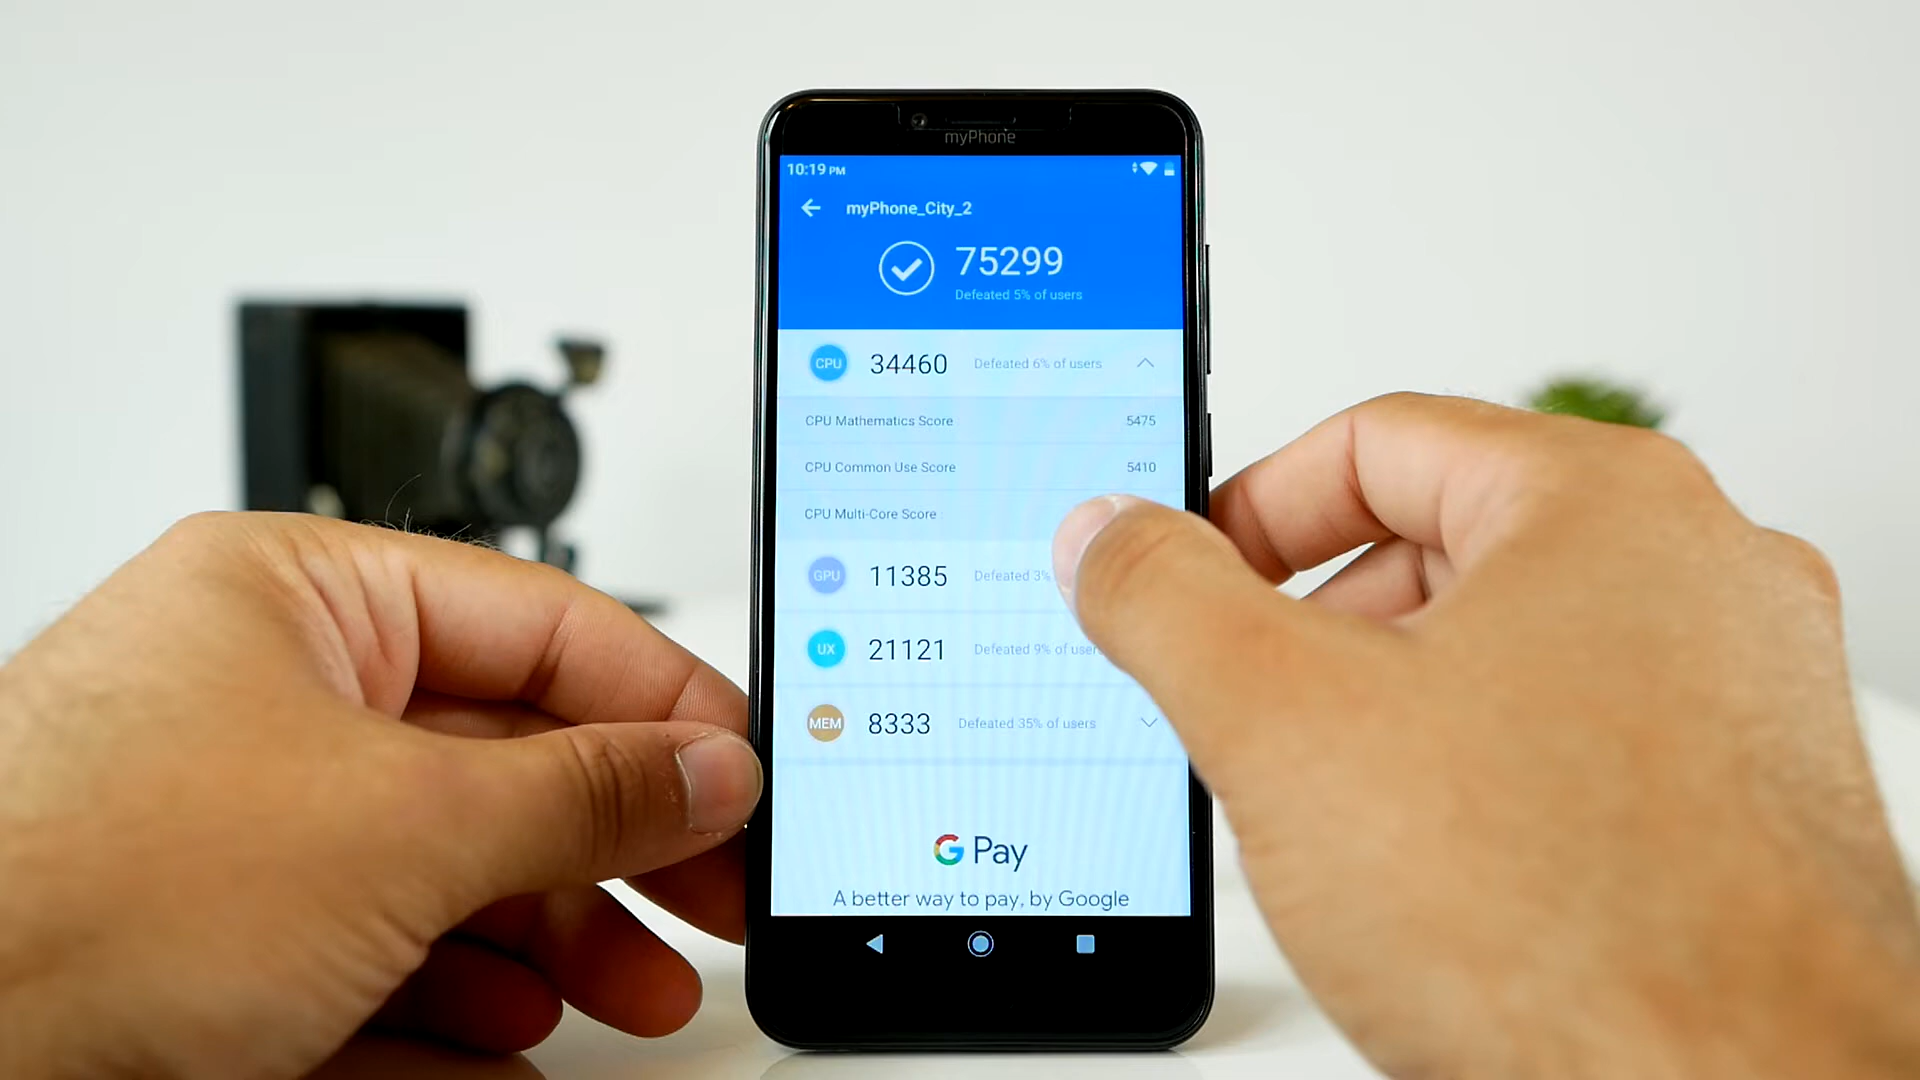 myPhone
10:19 PM
myPhone_City_2
75299
Defeated 5% of users
CPU 34460 Defeated 6% of users
CPU Mathematics Score 5475
CPU Common Use Score 5410
CPU Multi-Core Score :
GPU 11385 Defeated 3%
UX 21121 Defeated 9% of users
MEM 8333 Defeated 35% of users
G Pay
A better way to pay, by Google